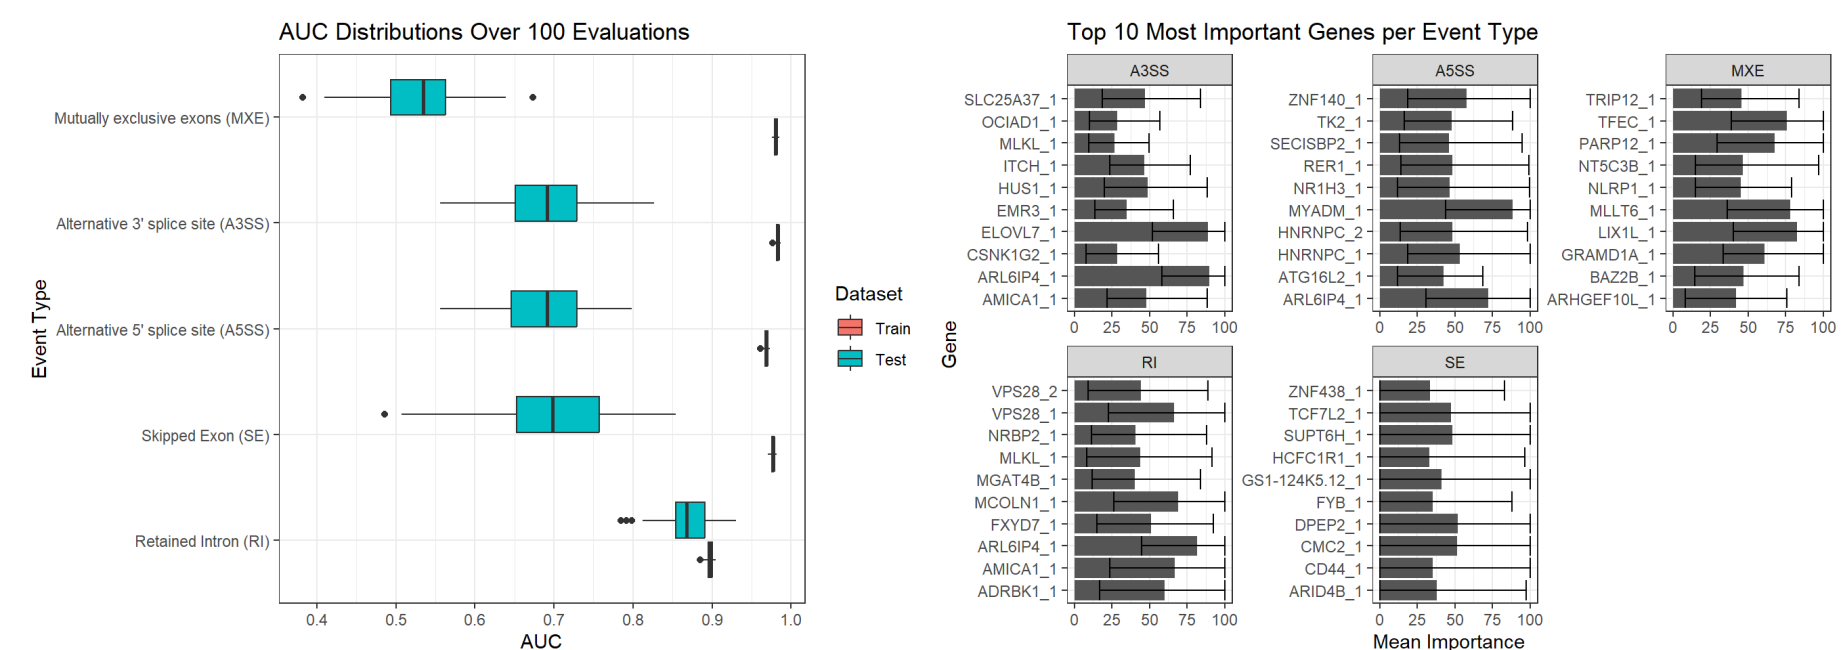 AUC Distributions Over 100 Evaluations
Event Type
Mutually exclusive exons (MXE)
Alternative 3' splice site (A3SS)
Alternative 5' splice site (A5SS)
Skipped Exon (SE)
Retained Intron (RI)
0.4 0.5 0.6 0.7 0.8 0.9 1.0
AUC
Dataset
Train
Test
Top 10 Most Important Genes per Event Type
Gene
A3SS
SLC25A37_1
OCIAD1_1
MLKL_1
ITCH_1
HUS1_1
EMR3_1
ELOVL7_1
CSNK1G2_1
ARL6IP4_1
AMICA1_1
0 25 50 75 100
A5SS
ZNF140_1
TK2_1
SECISBP2_1
RER1_1
NR1H3_1
MYADM_1
HNRNPC_2
HNRNPC_1
ATG16L2_1
ARL6IP4_1
0 25 50 75 100
MXE
TRIP12_1
TFEC_1
PARP12_1
NT5C3B_1
NLRP1_1
MLLT6_1
LIX1L_1
GRAMD1A_1
BAZ2B_1
ARHGEF10L_1
0 25 50 75 100
RI
VPS28_2
VPS28_1
NRBP2_1
MLKL_1
MGAT4B_1
MCOLN1_1
FXYD7_1
ARL6IP4_1
AMICA1_1
ADRBK1_1
0 25 50 75 100
SE
ZNF438_1
TCF7L2_1
SUPT6H_1
HCFC1R1_1
GS1-124K5.12_1
FYB_1
DPEP2_1
CMC2_1
CD44_1
ARID4B_1
0 25 50 75 100
Mean Importance